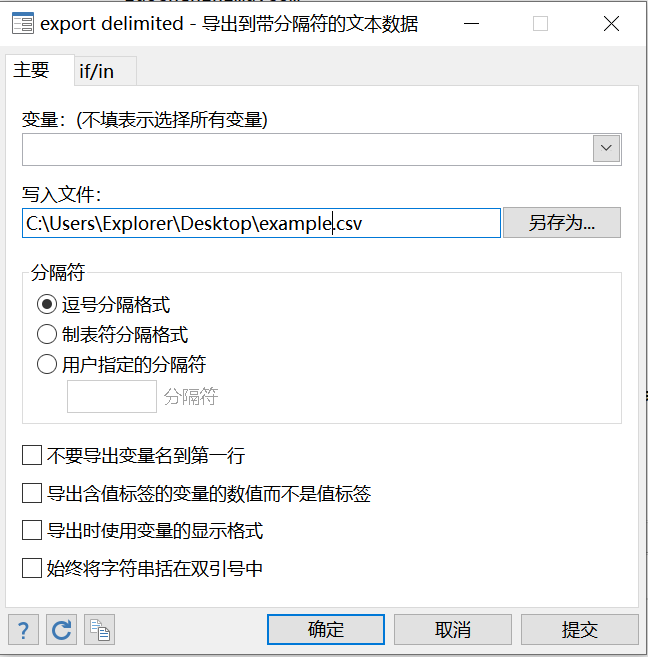 export delimited - 导出到带分隔符的文本数据
主要
if/in
变量：(不填表示选择所有变量)
写入文件：
C:\Users\Explorer\Desktop\example.csv
另存为...
分隔符
逗号分隔格式
制表符分隔格式
用户指定的分隔符
分隔符
不要导出变量名到第一行
导出含值标签的变量的数值而不是值标签
导出时使用变量的显示格式
始终将字符串括在双引号中
?
确定
取消
提交